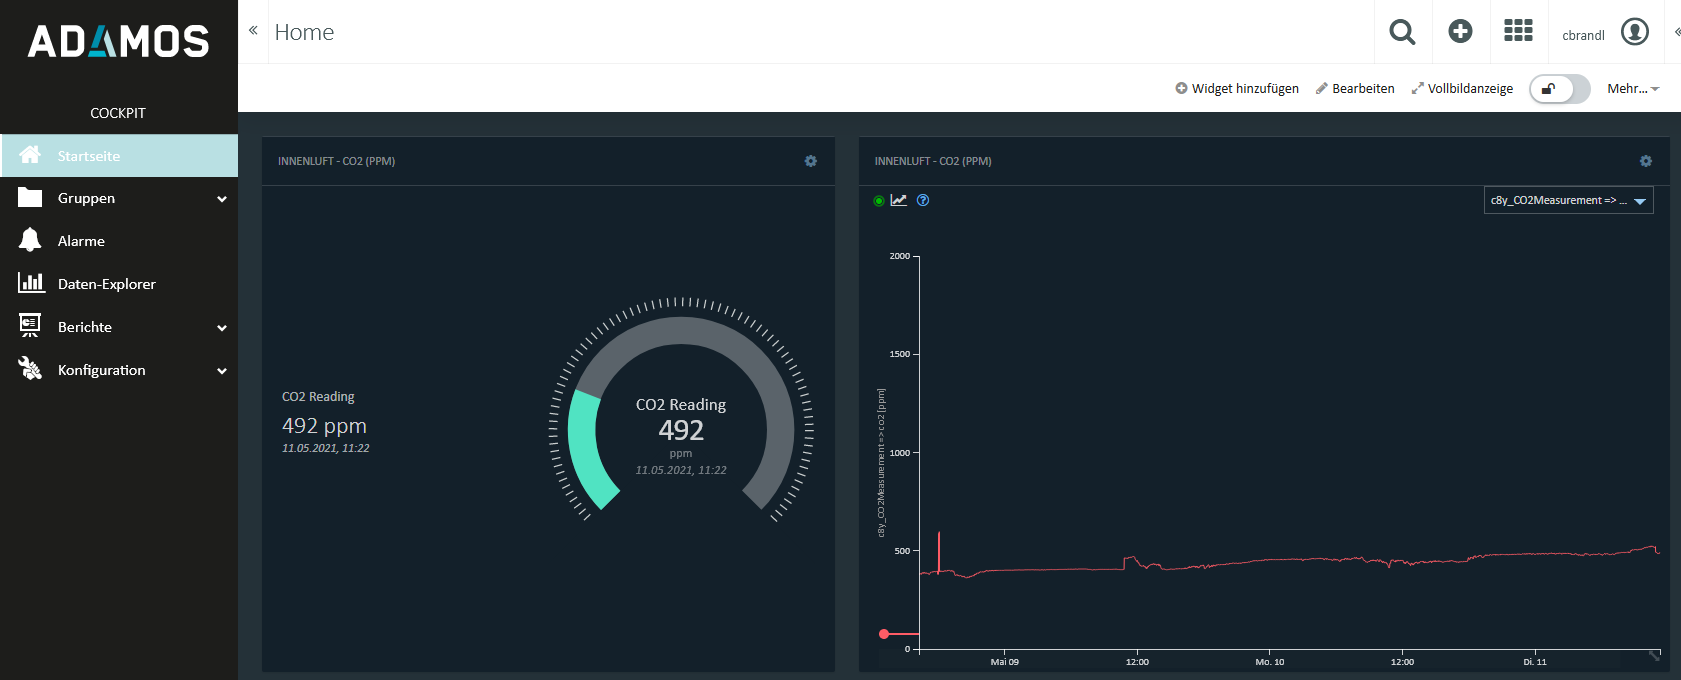 ADAMOS
COCKPIT
Startseite
Gruppen
Alarme
Daten-Explorer
Berichte
Konfiguration
Home
cbrandl
Widget hinzufügen
Bearbeiten
Vollbildanzeige
Mehr...
INNENLUFT - CO2 (PPM)
CO2 Reading
492 ppm
11.05.2021, 11:22
CO2 Reading
492
ppm
11.05.2021, 11:22
INNENLUFT - CO2 (PPM)
c8y_CO2Measurement => ...
2000
1500
1000
500
0
c8y_CO2Measurement => co2 [ppm]
Mai 09
12:00
Mo. 10
12:00
Di. 11